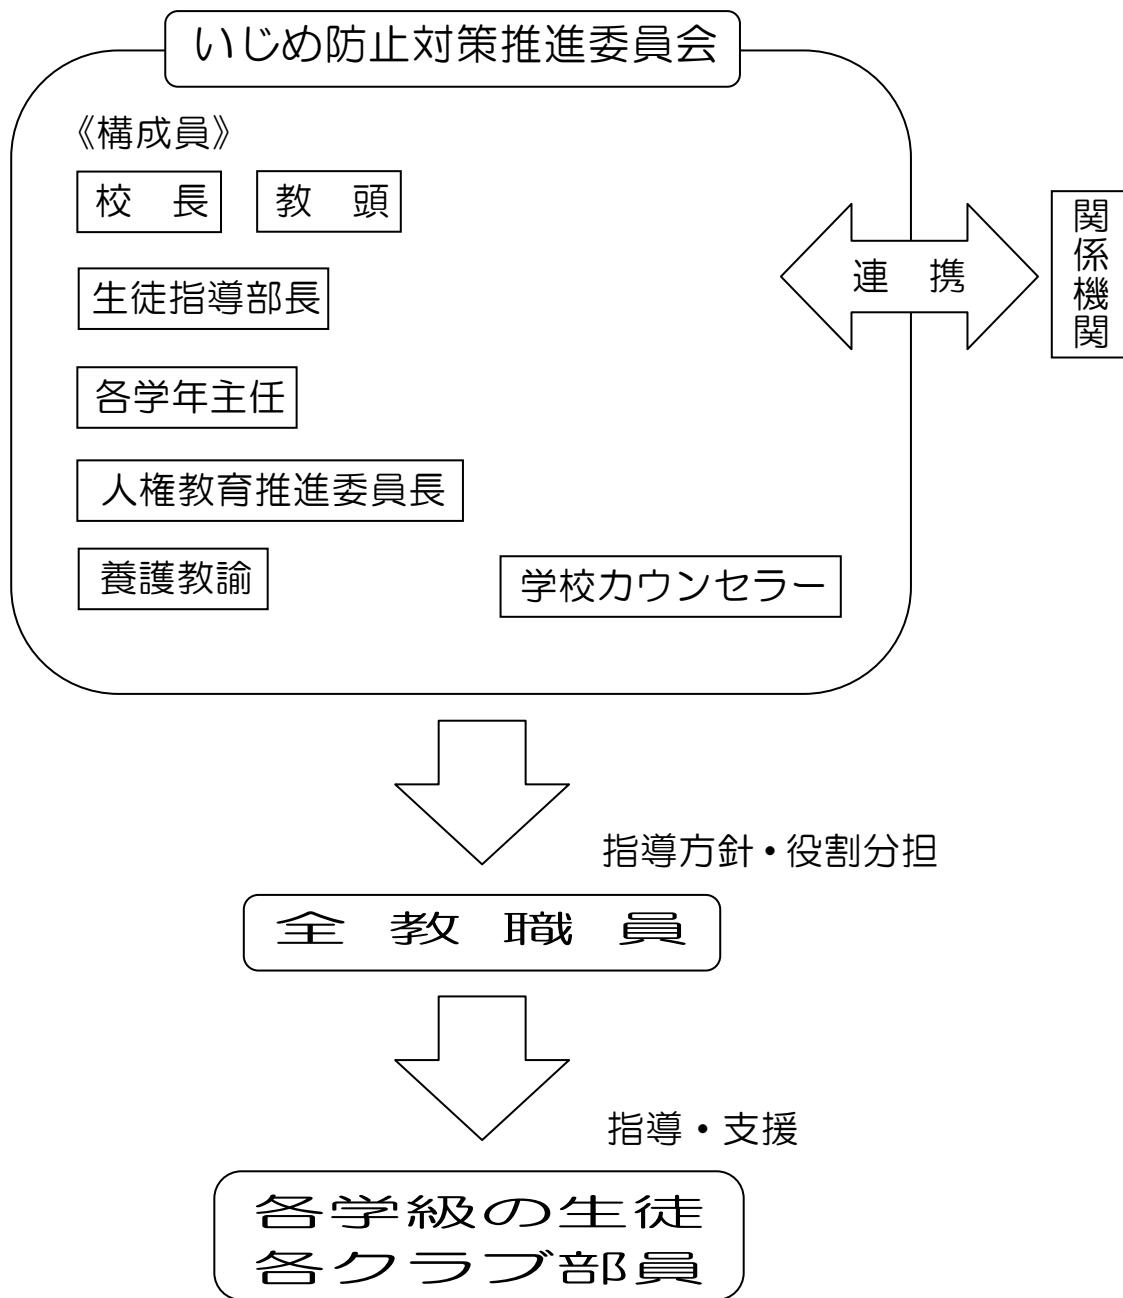 いじめ防止対策推進委員会
《構成員》
校　長
教　頭
生徒指導部長
各学年主任
人権教育推進委員長
養護教諭
学校カウンセラー
連　携
関係機関
指導方針・役割分担
全　教　職　員
指導・支援
各学級の生徒
各クラブ部員